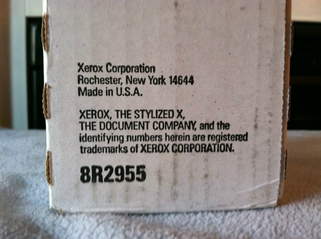 Xerox Corporation
Rochester, New York 14644
Made in U.S.A.
XEROX, THE STYLIZED X,
THE DOCUMENT COMPANY, and the
identifying numbers herein are registered
trademarks of XEROX CORPORATION.
8R2955